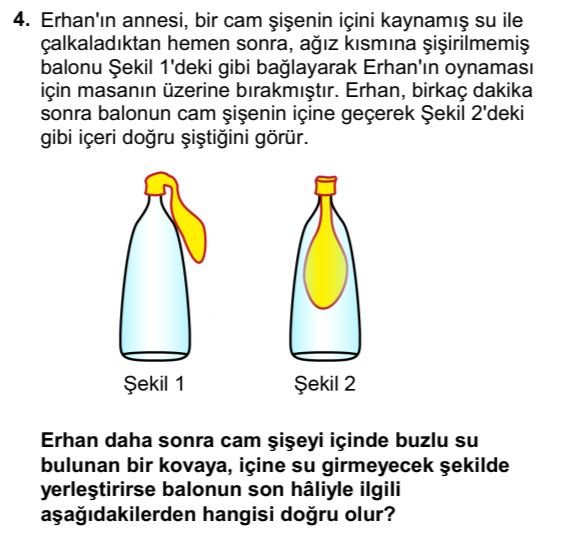 4. Erhan'ın annesi, bir cam şişenin içini kaynamış su ile
çalkaladıktan hemen sonra, ağız kısmına şişirilmemiş
balonu Şekil 1'deki gibi bağlayarak Erhan'ın oynaması
için masanın üzerine bırakmıştır. Erhan, birkaç dakika
sonra balonun cam şişenin içine geçerek Şekil 2'deki
gibi içeri doğru şiştiğini görür.
Şekil 1
Şekil 2
Erhan daha sonra cam şişeyi içinde buzlu su
bulunan bir kovaya, içine su girmeyecek şekilde
yerleştirirse balonun son hâliyle ilgili
aşağıdakilerden hangisi doğru olur?